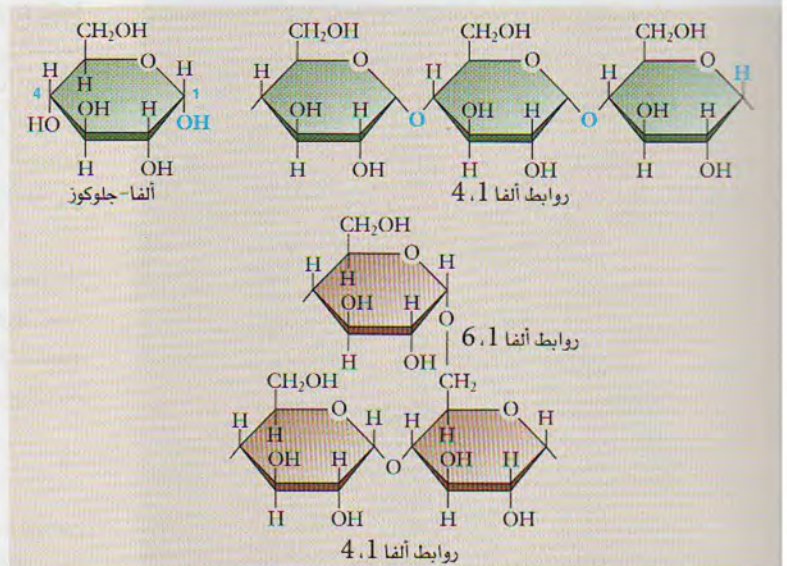 CH₂OH CH₂OH CH₂OH CH₂OH
H O H H O H O H O H
4 H 1
OH H OH H OH H OH H
HO OH O O
H OH H OH H OH H OH
ألفا-جلوكوز روابط ألفا 4،1
CH₂OH
H O H
H
OH H O
روابط ألفا 6،1
H OH
CH₂OH CH₂
H O H H O H
H H
OH H O OH H
H OH H OH
روابط ألفا 4،1